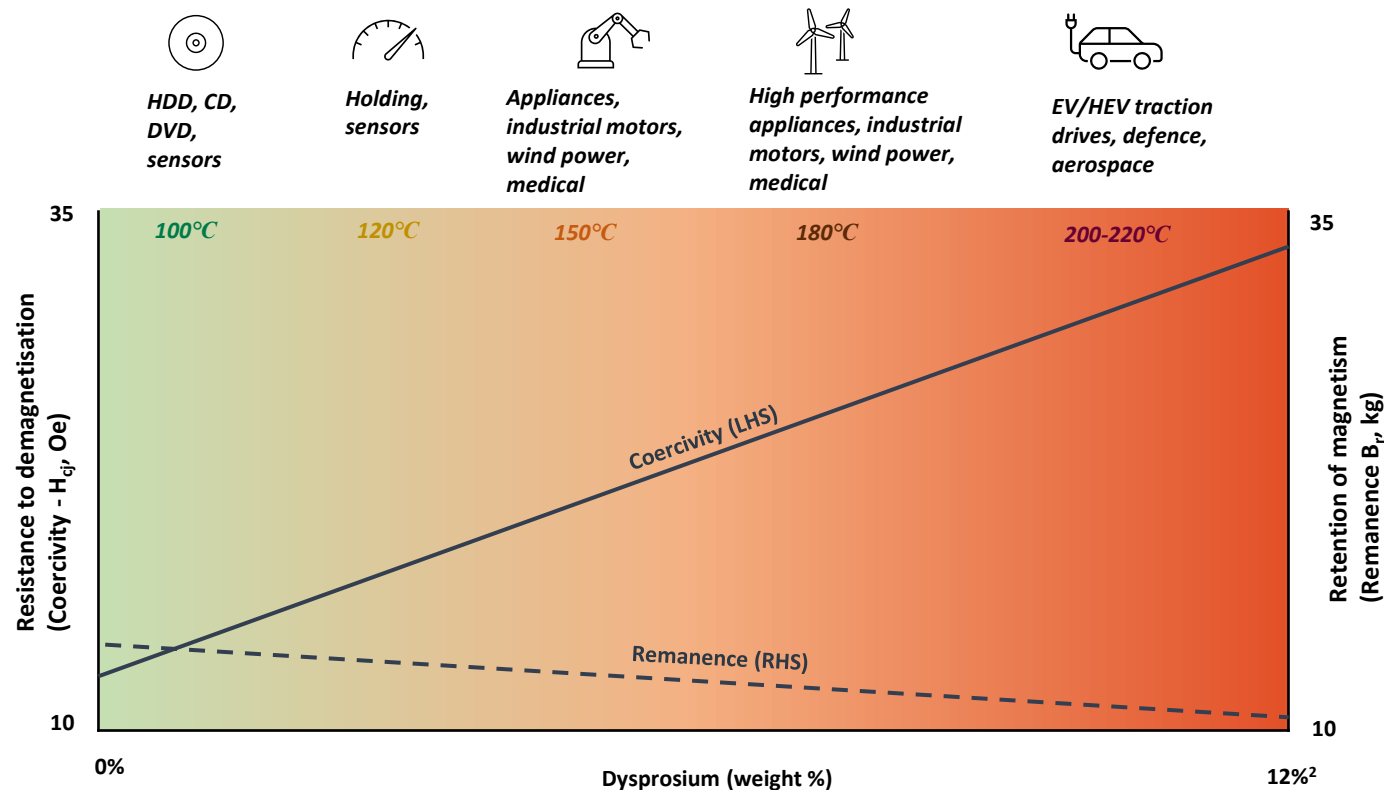 HDD, CD,
DVD,
sensors
Holding,
sensors
Appliances,
industrial motors,
wind power,
medical
High performance
appliances, industrial
motors, wind power,
medical
EV/HEV traction
drives, defence,
aerospace
35
100°C
120°C
150°C
180°C
200-220°C
35
Resistance to demagnetisation
(Coercivity - Hcj, Oe)
Coercivity (LHS)
Remanence (RHS)
Retention of magnetism
(Remanence Br, kg)
10
10
0%
Dysprosium (weight %)
12%²